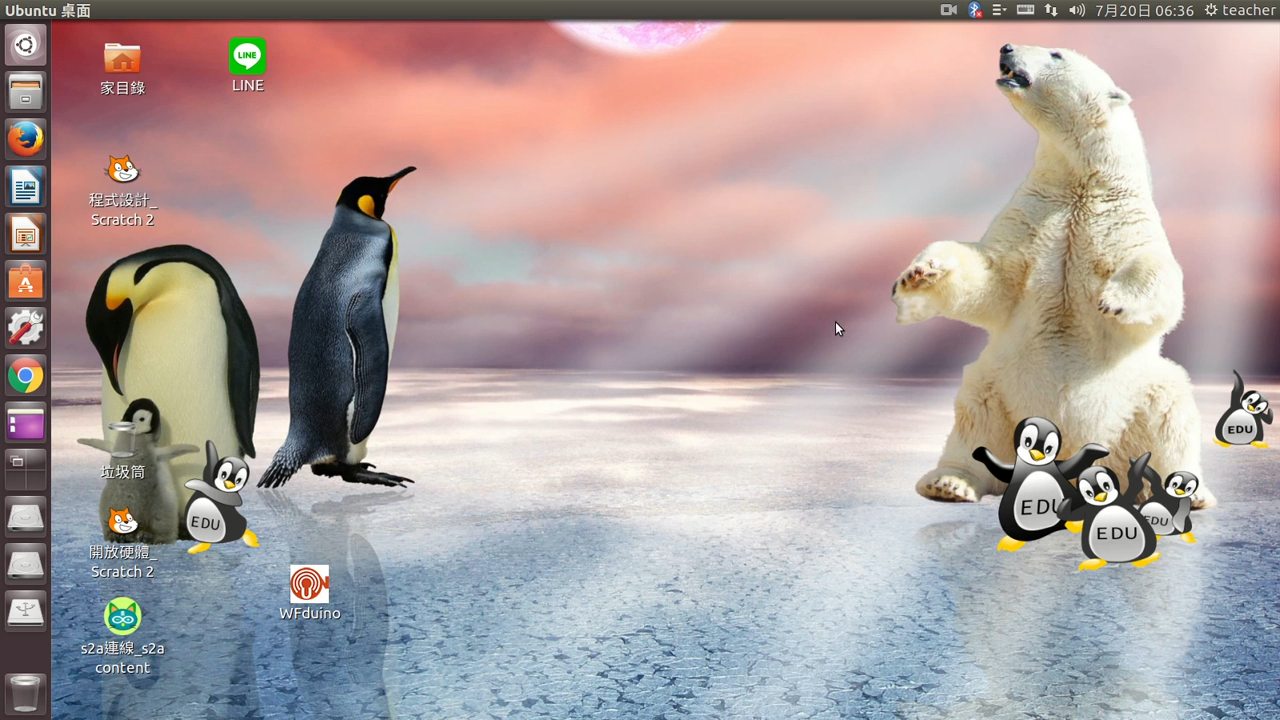 Ubuntu 桌面
7月20日 06:36
teacher
家目錄
LINE
LINE
程式設計_
Scratch 2
垃圾筒
EDU
開放硬體_
Scratch 2
WFduino
s2a連線_s2a
content
EDU
EDU
EDU
EDU